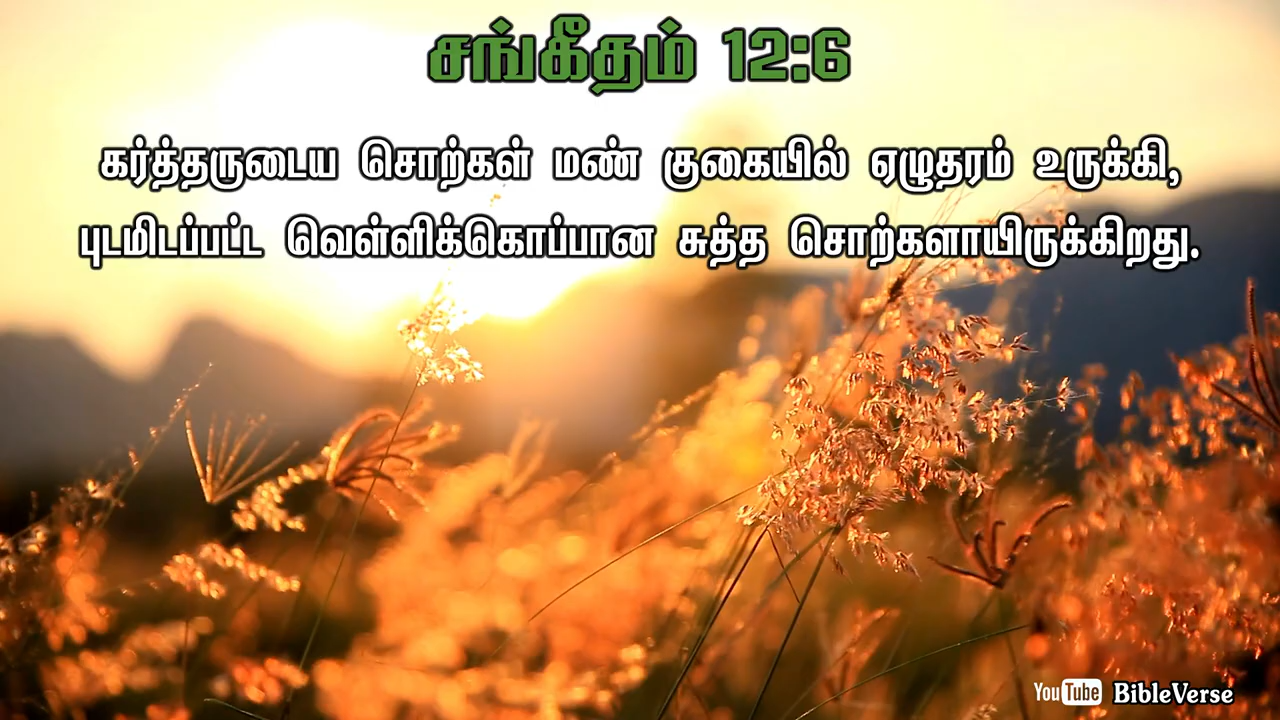 சங்கீதம் 12:6
கர்த்தருடைய சொற்கள் மண் குகையில் ஏழுதரம் உருக்கி,
புடமிடப்பட்ட வெள்ளிக்கொப்பான சுத்த சொற்களாயிருக்கிறது.
YouTube BibleVerse